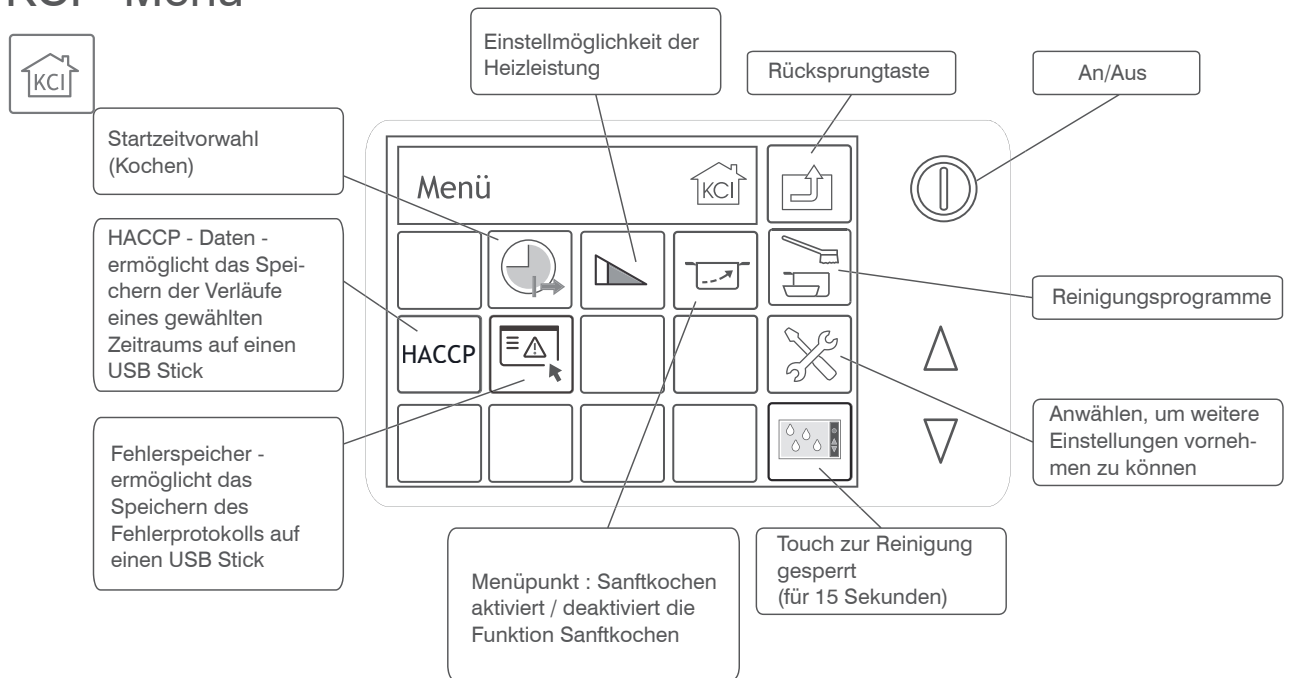 KCI - Menü
KCI
Einstellmöglichkeit der
Heizleistung
Rücksprungtaste
An/Aus
Startzeitvorwahl
(Kochen)
Menü
KCI
HACCP - Daten -
ermöglicht das Spei-
chern der Verläufe
eines gewählten
Zeitraums auf einen
USB Stick
HACCP
Reinigungsprogramme
Fehlerspeicher -
ermöglicht das
Speichern des
Fehlerprotokolls auf
einen USB Stick
Anwählen, um weitere
Einstellungen vorneh-
men zu können
Menüpunkt : Sanftkochen
aktiviert / deaktiviert die
Funktion Sanftkochen
Touch zur Reinigung
gesperrt
(für 15 Sekunden)